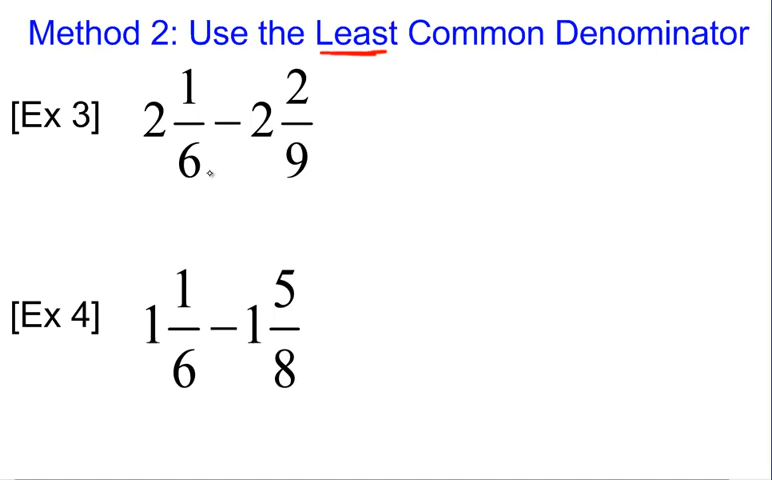 Method 2: Use the Least Common Denominator
[Ex 3] 2 1/6 − 2 2/9
[Ex 4] 1 1/6 − 1 5/8